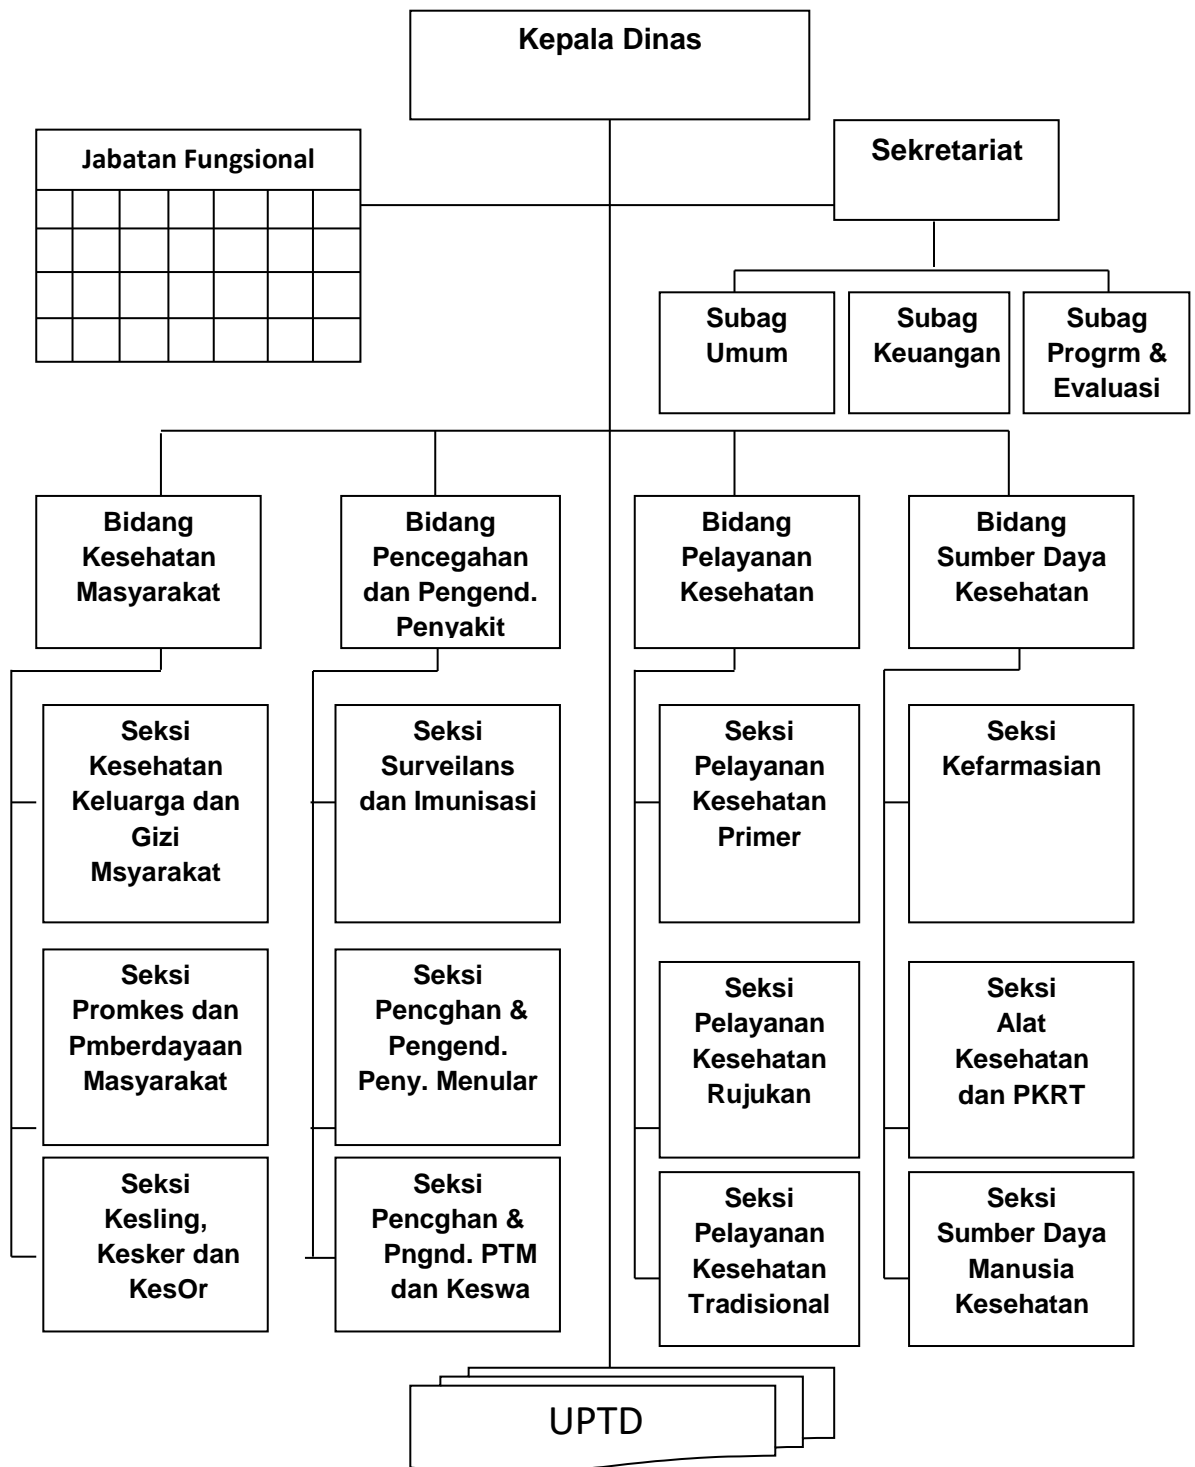 Kepala Dinas
Jabatan Fungsional
Sekretariat
Subag
Umum
Subag
Keuangan
Subag
Progrm &
Evaluasi
Bidang
Kesehatan
Masyarakat
Bidang
Pencegahan
dan Pengend.
Penyakit
Bidang
Pelayanan
Kesehatan
Bidang
Sumber Daya
Kesehatan
Seksi
Kesehatan
Keluarga dan
Gizi
Msyarakat
Seksi
Surveilans
dan Imunisasi
Seksi
Pelayanan
Kesehatan
Primer
Seksi
Kefarmasian
Seksi
Promkes dan
Pmberdayaan
Masyarakat
Seksi
Pencghan &
Pengend.
Peny. Menular
Seksi
Pelayanan
Kesehatan
Rujukan
Seksi
Alat
Kesehatan
dan PKRT
Seksi
Kesling,
Kesker dan
KesOr
Seksi
Pencghan &
Pngnd. PTM
dan Keswa
Seksi
Pelayanan
Kesehatan
Tradisional
Seksi
Sumber Daya
Manusia
Kesehatan
UPTD